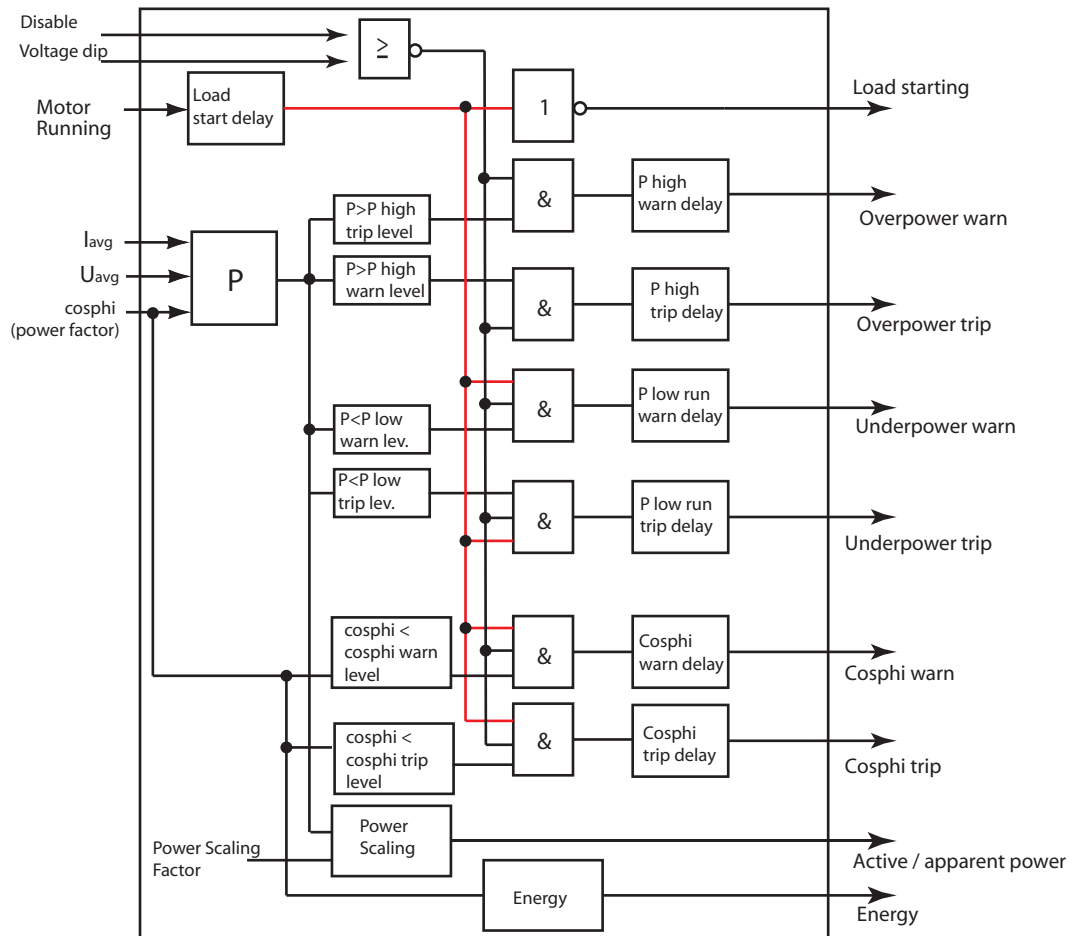 Disable
Voltage dip
≥
Motor
Running
Load
start delay
1
Load starting
&
P high
warn delay
Overpower warn
P>P high
trip level
Iavg
Uavg
cosphi
(power factor)
P
P>P high
warn level
&
P high
trip delay
Overpower trip
&
P low run
warn delay
Underpower warn
P<P low
warn lev.
P<P low
trip lev.
&
P low run
trip delay
Underpower trip
cosphi <
cosphi warn
level
&
Cosphi
warn delay
Cosphi warn
cosphi <
cosphi trip
level
&
Cosphi
trip delay
Cosphi trip
Power Scaling
Factor
Power
Scaling
Active / apparent power
Energy
Energy